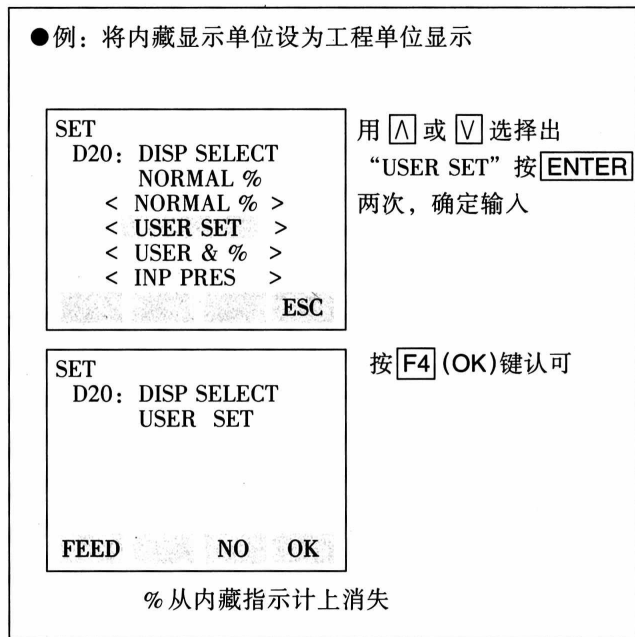 ●例：将内藏显示单位设为工程单位显示
SET
D20：DISP SELECT
NORMAL %
< NORMAL % >
< USER SET >
< USER & % >
< INP PRES >
ESC
用 ∧ 或 ∨ 选择出
“USER SET”按 ENTER
两次，确定输入
SET
D20：DISP SELECT
USER SET
FEED NO OK
按 F4 (OK)键认可
% 从内藏指示计上消失